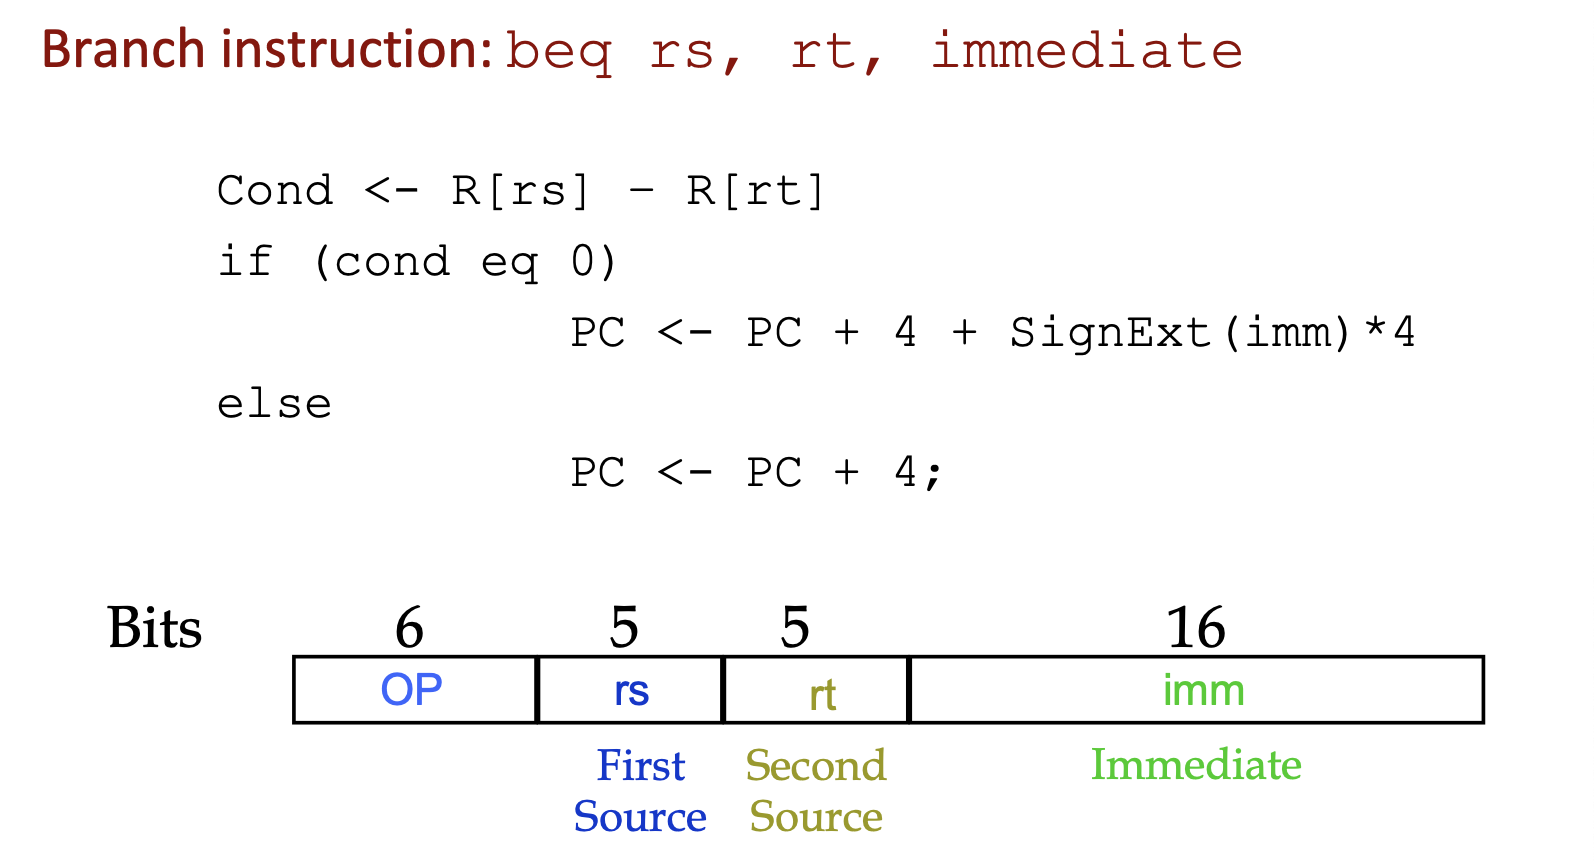 Branch instruction: beq rs, rt, immediate
Cond <- R[rs] – R[rt]
if (cond eq 0)
PC <- PC + 4 + SignExt(imm)*4
else
PC <- PC + 4;
Bits 6 5 5 16
OP rs rt imm
First Second Immediate
Source Source